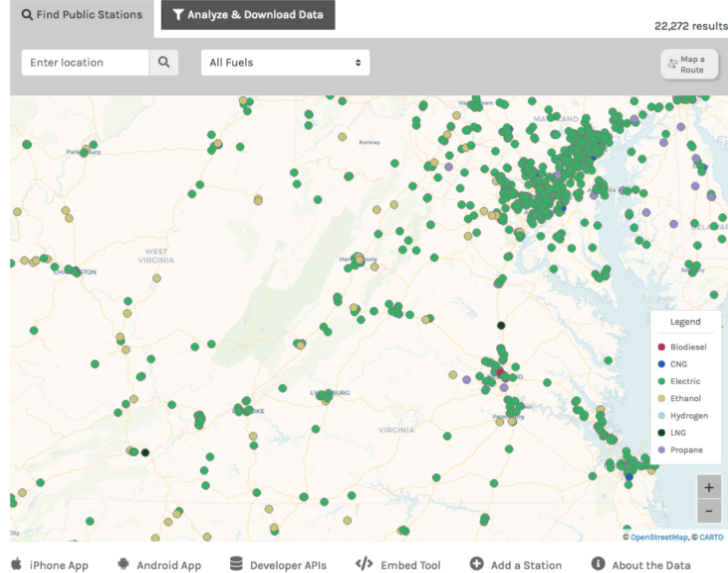 Find Public Stations
Analyze & Download Data
22,272 results
Enter location
All Fuels
Map a
Route
MARYLAND
Romney
WEST
VIRGINIA
VIRGINIA
Legend
Biodiesel
CNG
Electric
Ethanol
Hydrogen
LNG
Propane
+
-
© OpenStreetMap, © CARTO
iPhone App
Android App
Developer APIs
</> Embed Tool
Add a Station
About the Data